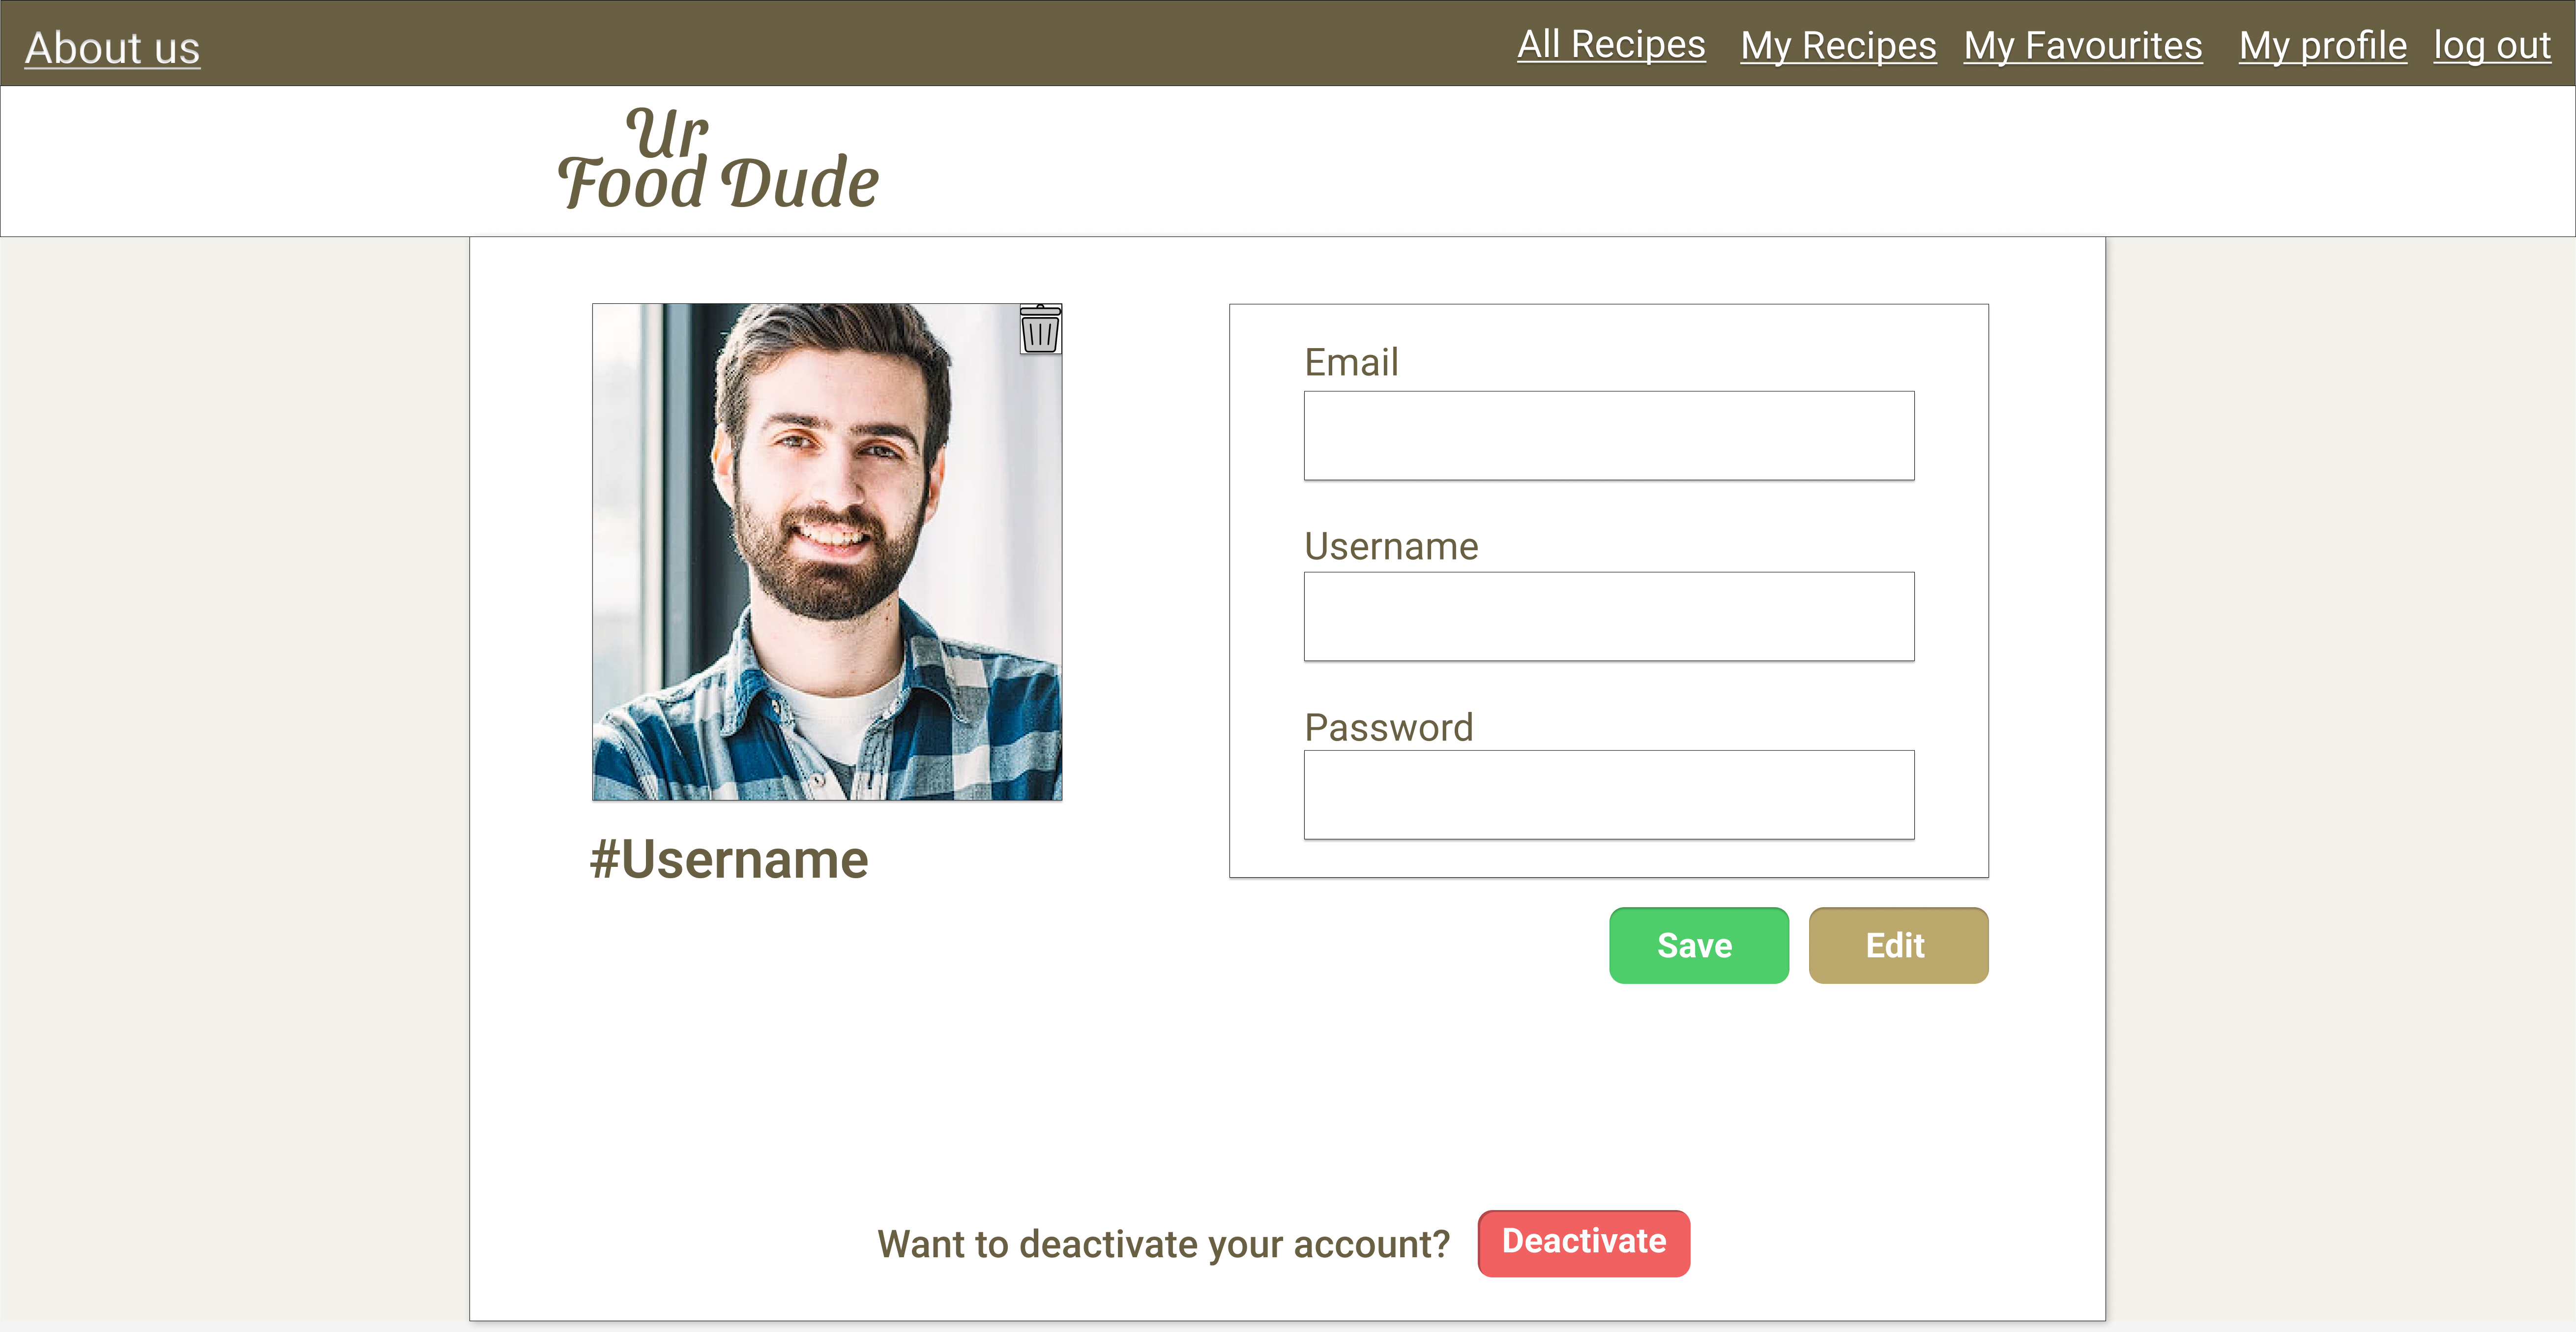 About us
All Recipes My Recipes My Favourites My profile log out
Ur
Food Dude
Email
Username
Password
#Username
Save Edit
Want to deactivate your account? Deactivate